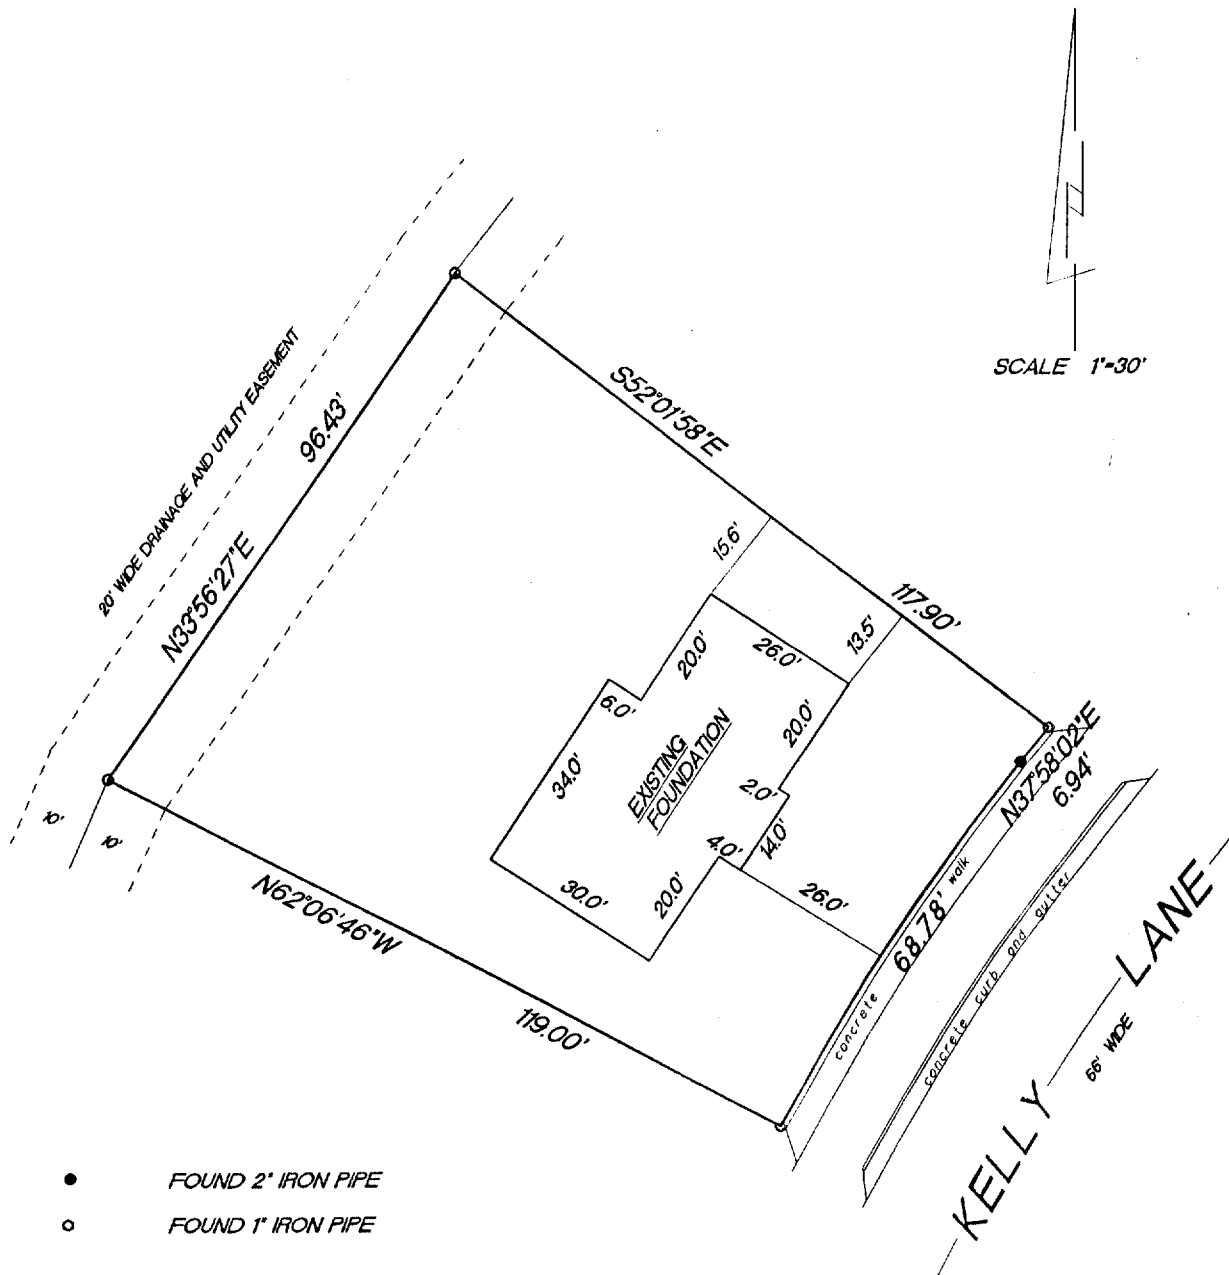 SCALE 1"=30'
20' WIDE DRAINAGE AND UTILITY EASEMENT
96.43'
N33°56'27"E
S52°01'58"E
117.90'
15.6'
13.5'
26.0'
20.0'
6.0'
34.0'
20.0'
EXISTING
FOUNDATION
2.0'
14.0'
4.0'
20.0'
30.0'
26.0'
N37°58'02"E
6.94'
68.78'
concrete walk
concrete curb and gutter
10'
10'
N62°06'46"W
119.00'
KELLY LANE
66' WIDE
FOUND 2" IRON PIPE
FOUND 1" IRON PIPE